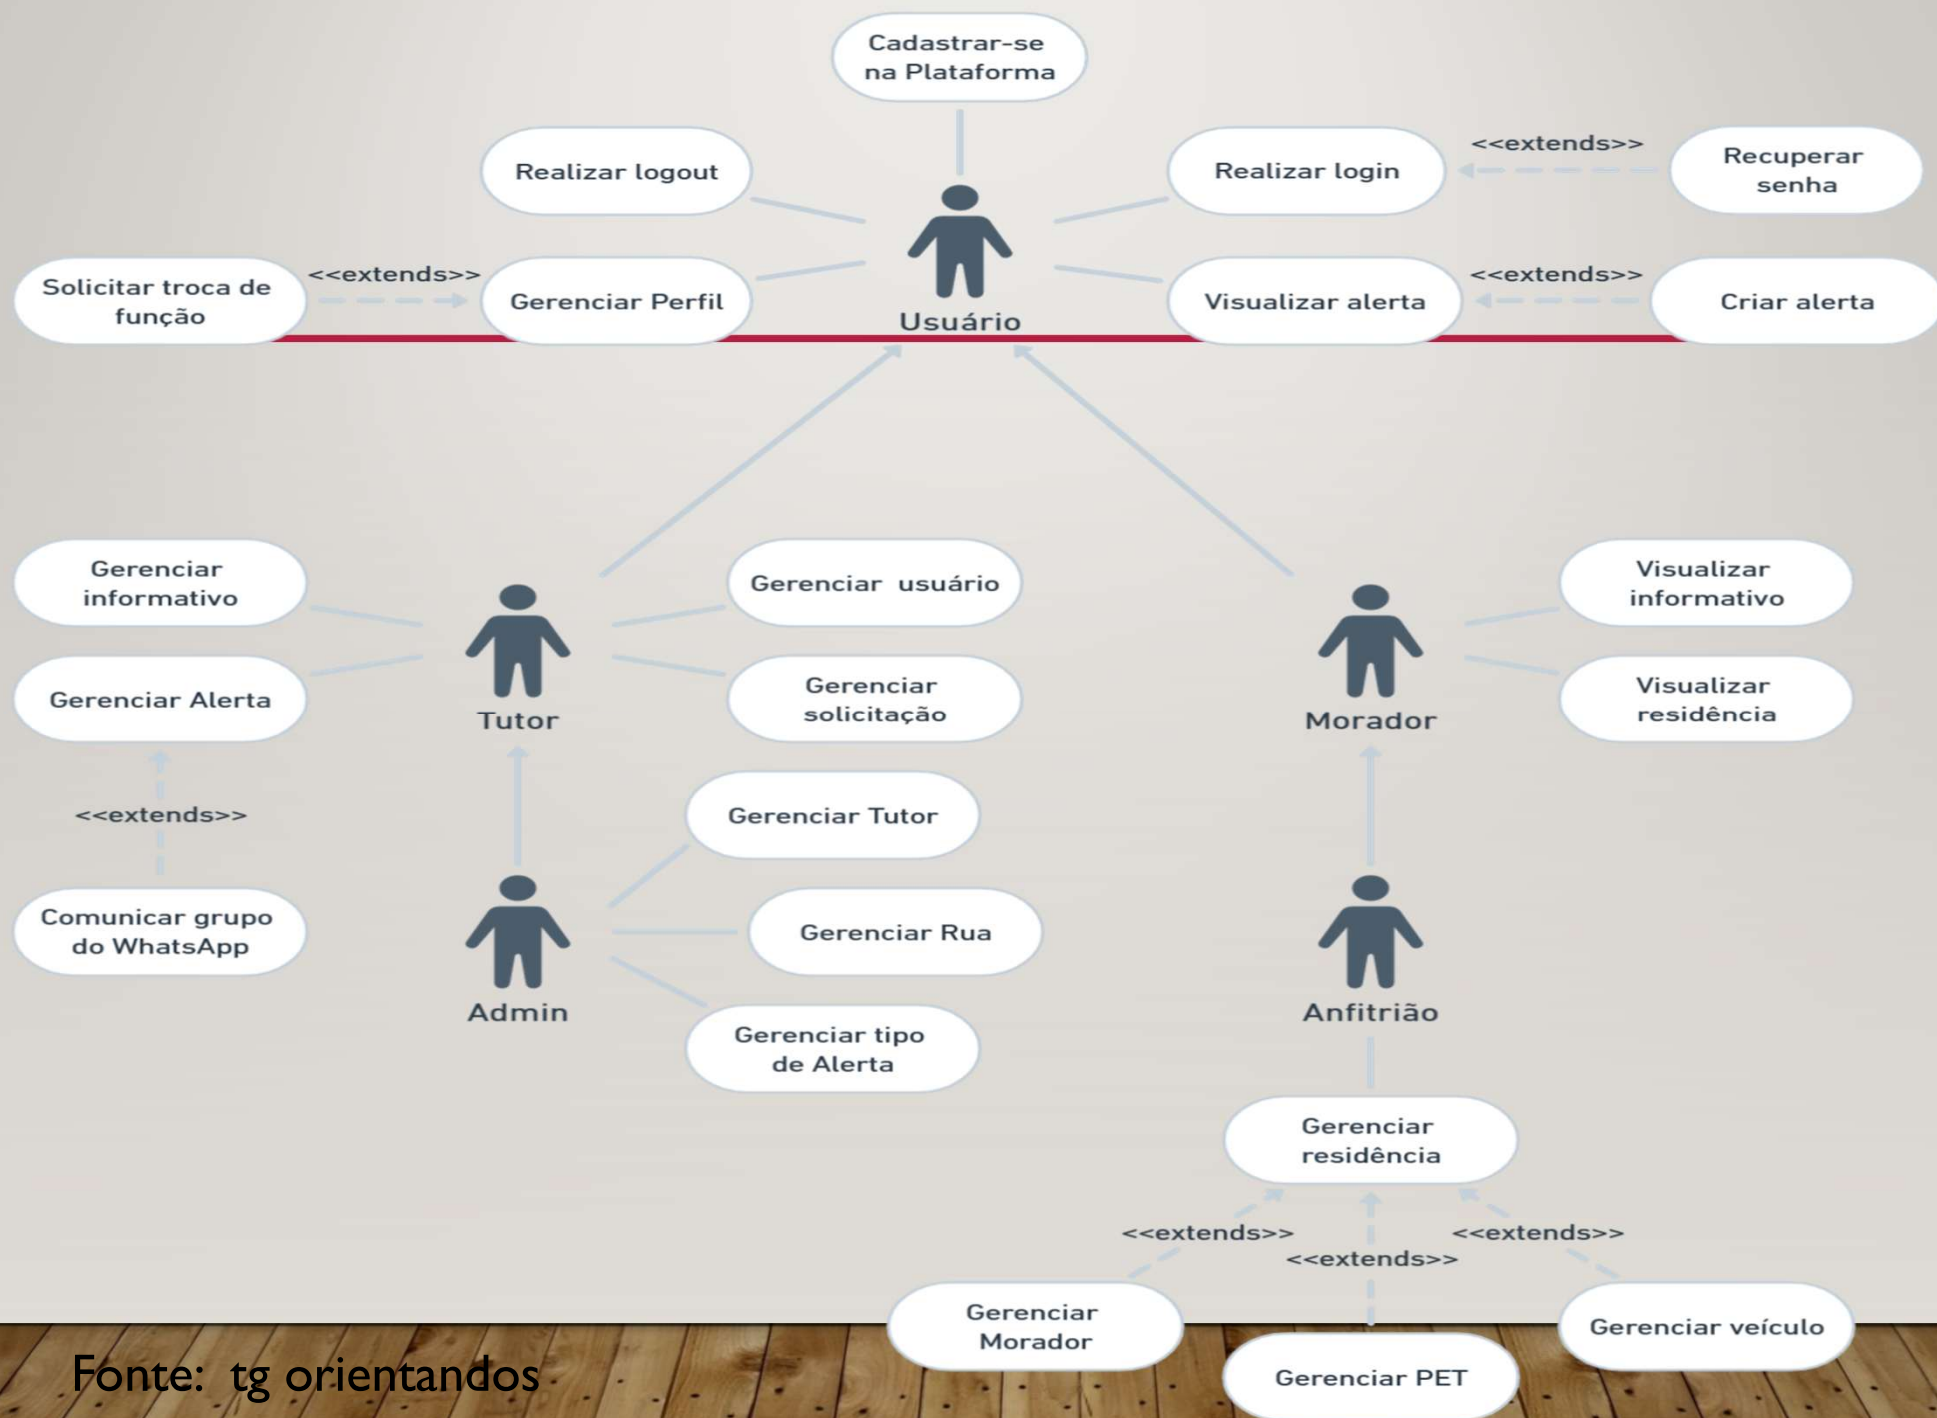 Cadastrar-se
na Plataforma
Realizar logout
Realizar login
<<extends>>
Recuperar
senha
Solicitar troca de
função
<<extends>>
Gerenciar Perfil
Usuário
Visualizar alerta
<<extends>>
Criar alerta
Gerenciar
informativo
Gerenciar usuário
Visualizar
informativo
Gerenciar Alerta
Tutor
Gerenciar
solicitação
Morador
Visualizar
residência
<<extends>>
Gerenciar Tutor
Comunicar grupo
do WhatsApp
Gerenciar Rua
Admin
Anfitrião
Gerenciar tipo
de Alerta
Gerenciar
residência
<<extends>>
<<extends>>
<<extends>>
Gerenciar
Morador
Gerenciar PET
Gerenciar veículo
Fonte: tg orientandos